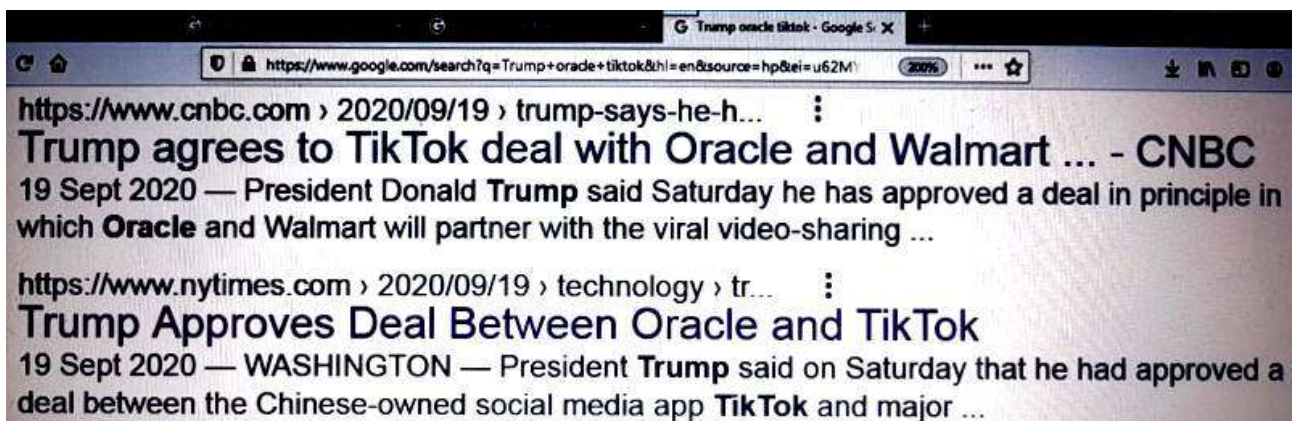 G Trump oracle tiktok - Google S
https://www.google.com/search?q=Trump+oracle+tiktok&hl=en&source=hp&ei=u62M
200%
https://www.cnbc.com › 2020/09/19 › trump-says-he-h...
Trump agrees to TikTok deal with Oracle and Walmart ... - CNBC
19 Sept 2020 — President Donald Trump said Saturday he has approved a deal in principle in
which Oracle and Walmart will partner with the viral video-sharing ...
https://www.nytimes.com › 2020/09/19 › technology › tr...
Trump Approves Deal Between Oracle and TikTok
19 Sept 2020 — WASHINGTON — President Trump said on Saturday that he had approved a
deal between the Chinese-owned social media app TikTok and major ...